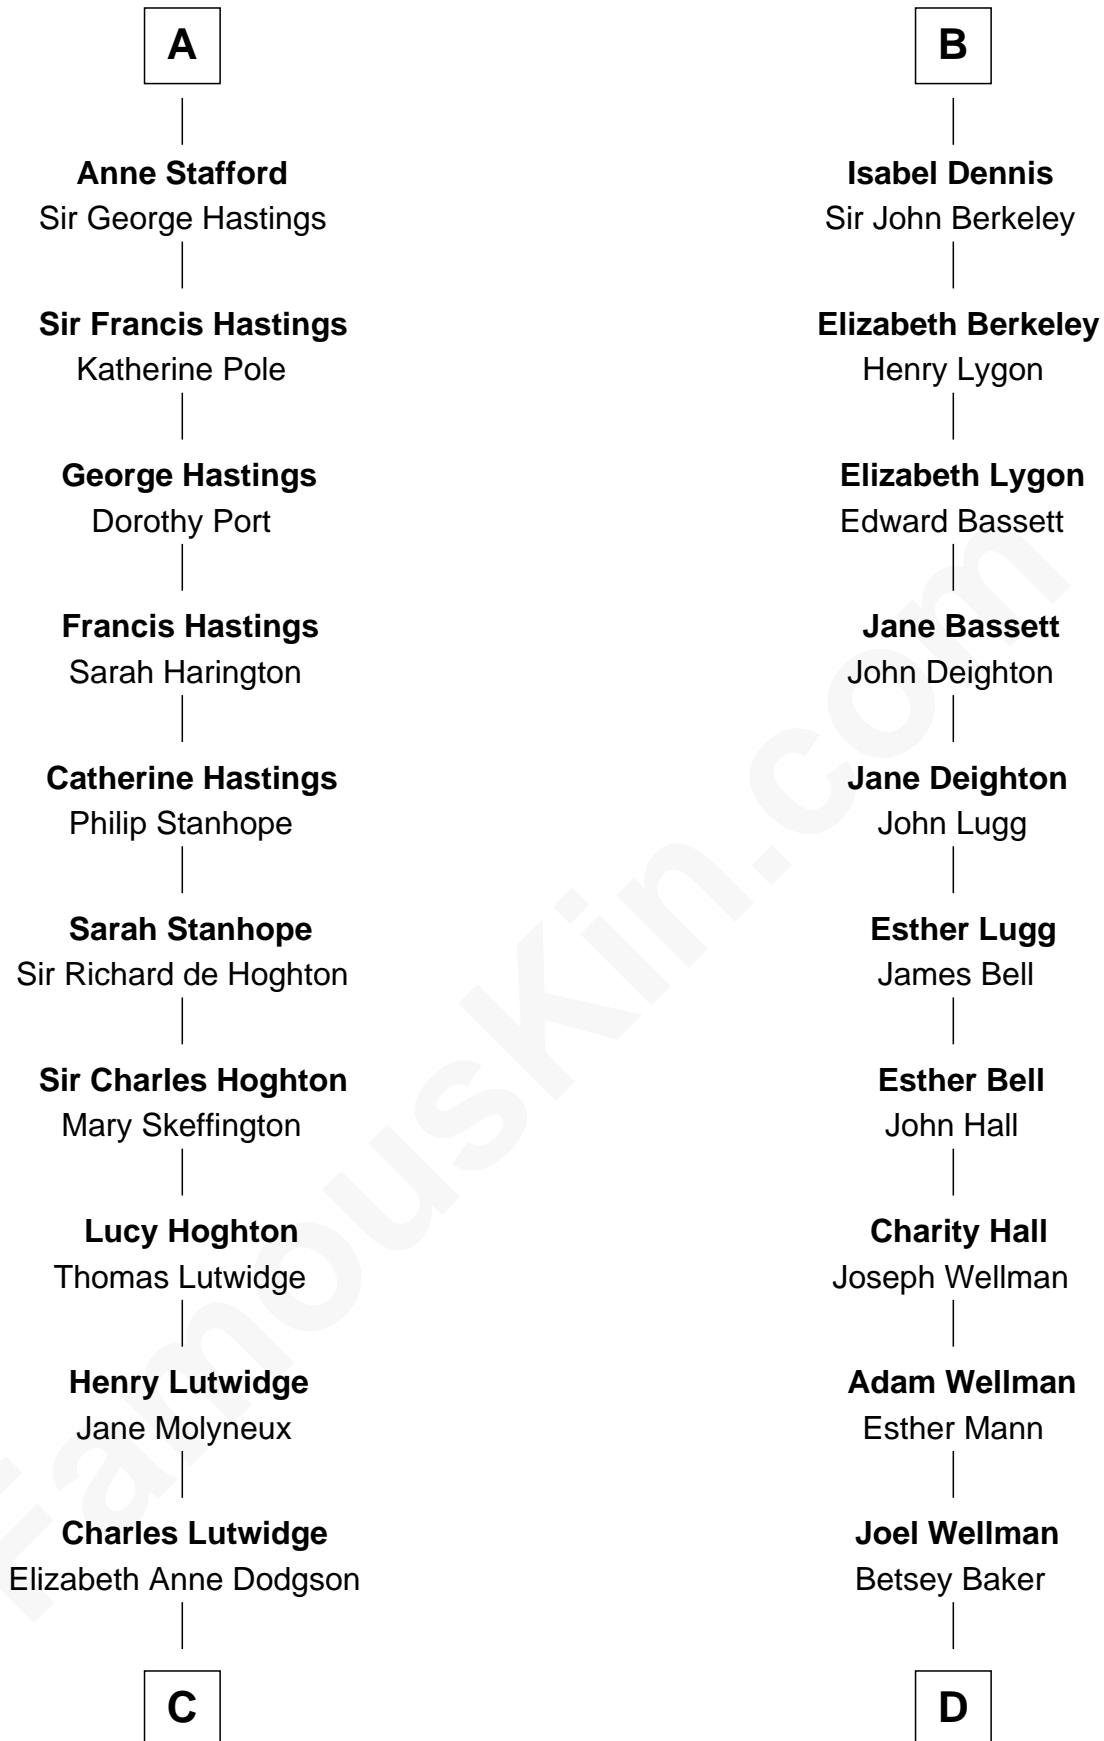 A
Anne Stafford
Sir George Hastings
Sir Francis Hastings
Katherine Pole
George Hastings
Dorothy Port
Francis Hastings
Sarah Harington
Catherine Hastings
Philip Stanhope
Sarah Stanhope
Sir Richard de Hoghton
Sir Charles Hoghton
Mary Skeffington
Lucy Hoghton
Thomas Lutwidge
Henry Lutwidge
Jane Molyneux
Charles Lutwidge
Elizabeth Anne Dodgson
C
B
Isabel Dennis
Sir John Berkeley
Elizabeth Berkeley
Henry Lygon
Elizabeth Lygon
Edward Bassett
Jane Bassett
John Deighton
Jane Deighton
John Lugg
Esther Lugg
James Bell
Esther Bell
John Hall
Charity Hall
Joseph Wellman
Adam Wellman
Esther Mann
Joel Wellman
Betsey Baker
D
FamousKin.com